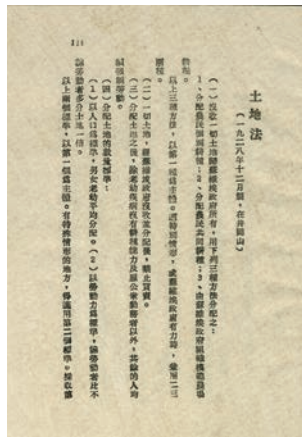 土地法
(一九二八年十二月,在井岡山)
(一)沒收一切土地歸蘇維埃政府所有,用下列三種方法分配之:
1、分配農民個別耕種;2、分配農民共同耕種;3、由蘇維埃政府組織模範農場
耕種。
以上三種方法,以第一種爲主體。遇特別情形,或蘇維埃政府有力時,兼用二三
兩種。
(二)一切土地,經蘇維埃政府沒收並分配後,禁止買賣。
(三)分配土地之後,除老幼疾病沒有耕種能力及服公衆勤務者以外,其餘的人均
須強制勞動。
(四)分配土地的數量標準:
(1)以人口爲標準,男女老幼平均分配。(2)以勞動力爲標準,能勞動者比不
能勞動者多分土地一倍。
以上兩個標準,以第一個爲主體。有特殊情形的地方,得適用第二個標準。採取第